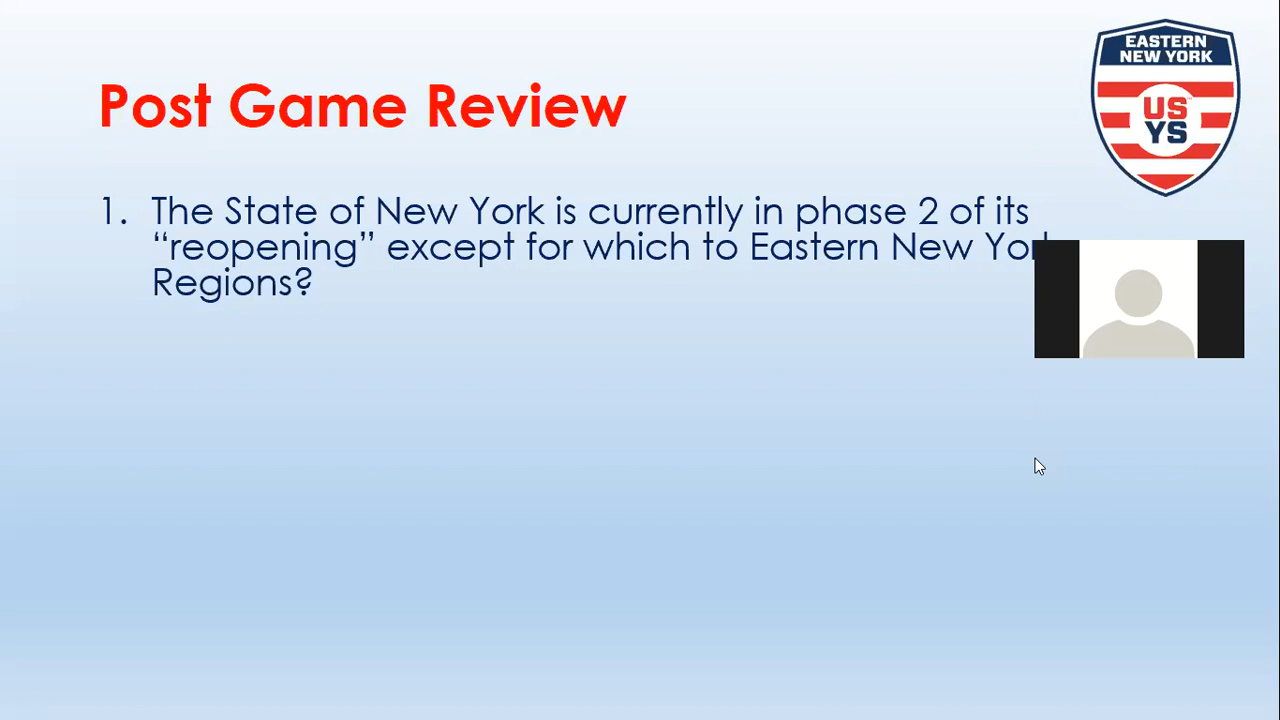 EASTERN
NEW YORK
US
YS
Post Game Review
1. The State of New York is currently in phase 2 of its
“reopening” except for which to Eastern New
Regions?